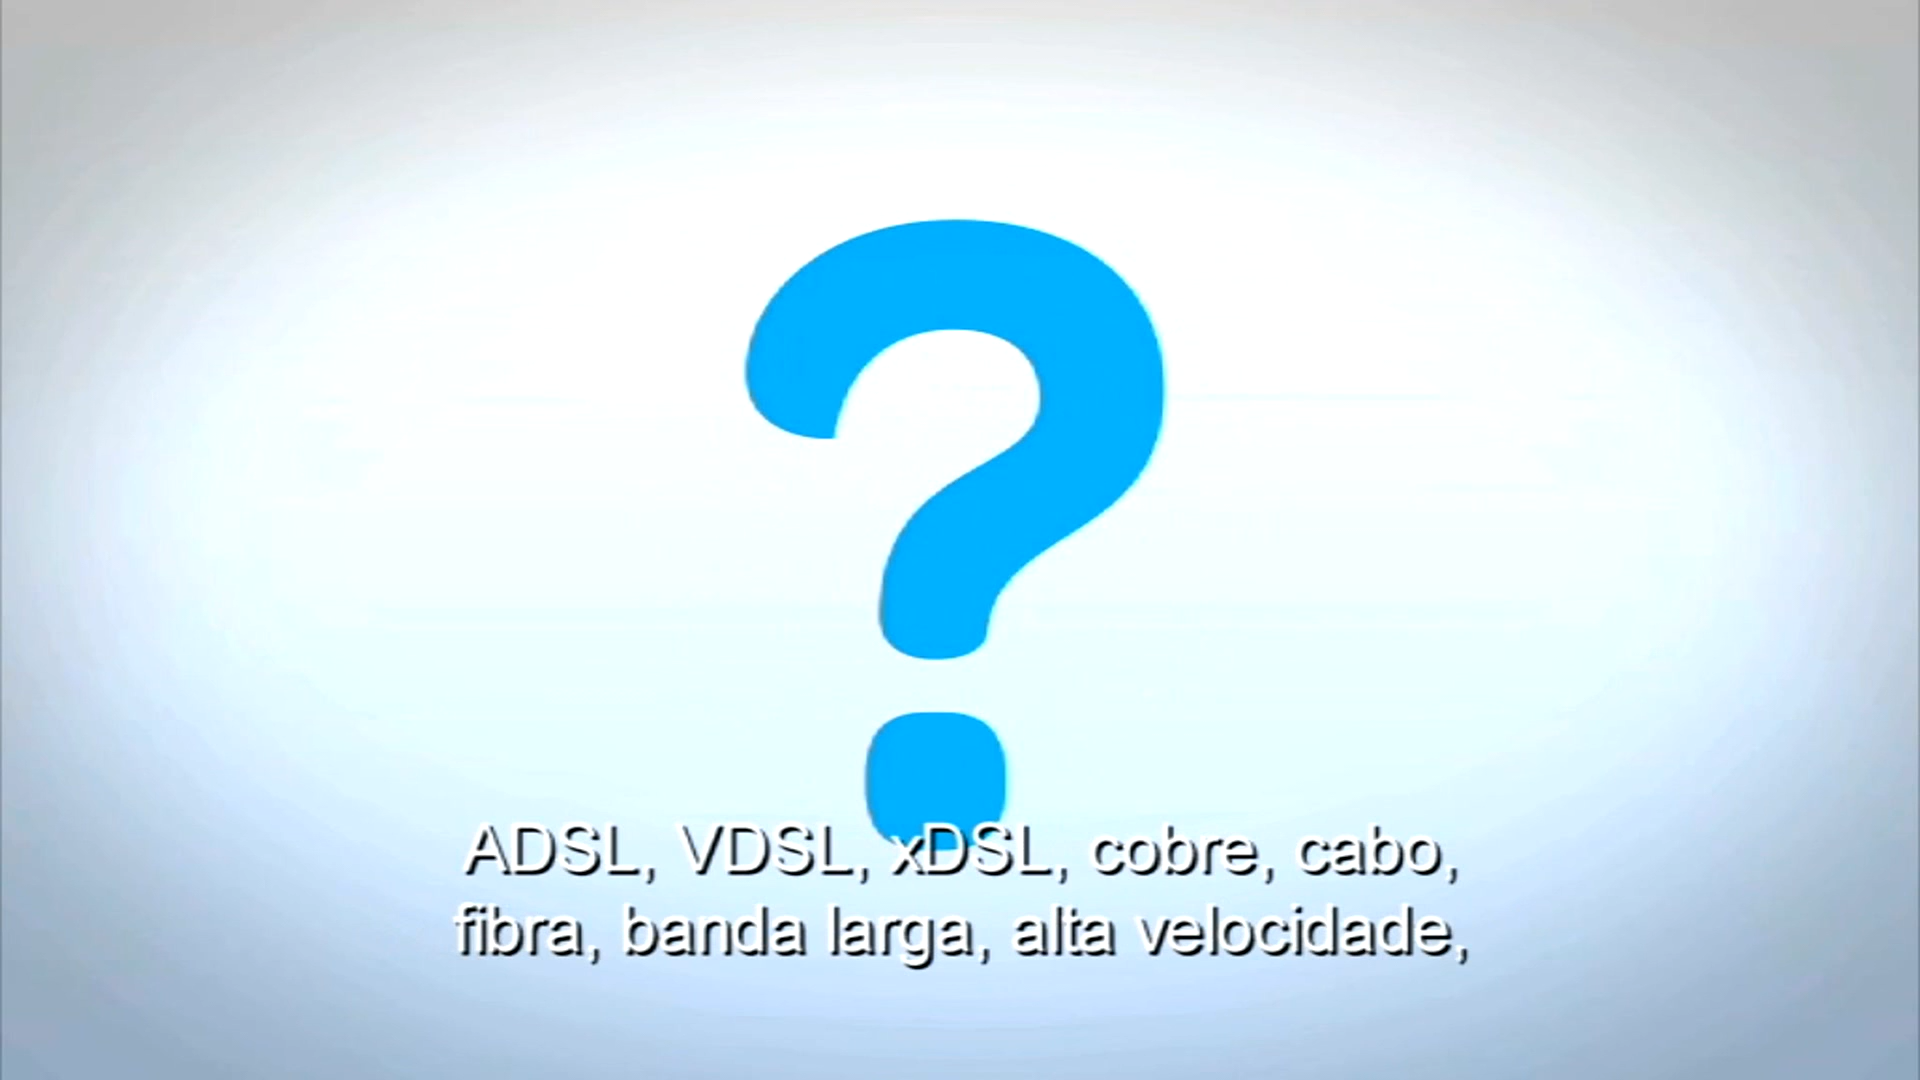 ?
ADSL, VDSL, xDSL, cobre, cabo,
fibra, banda larga, alta velocidade,